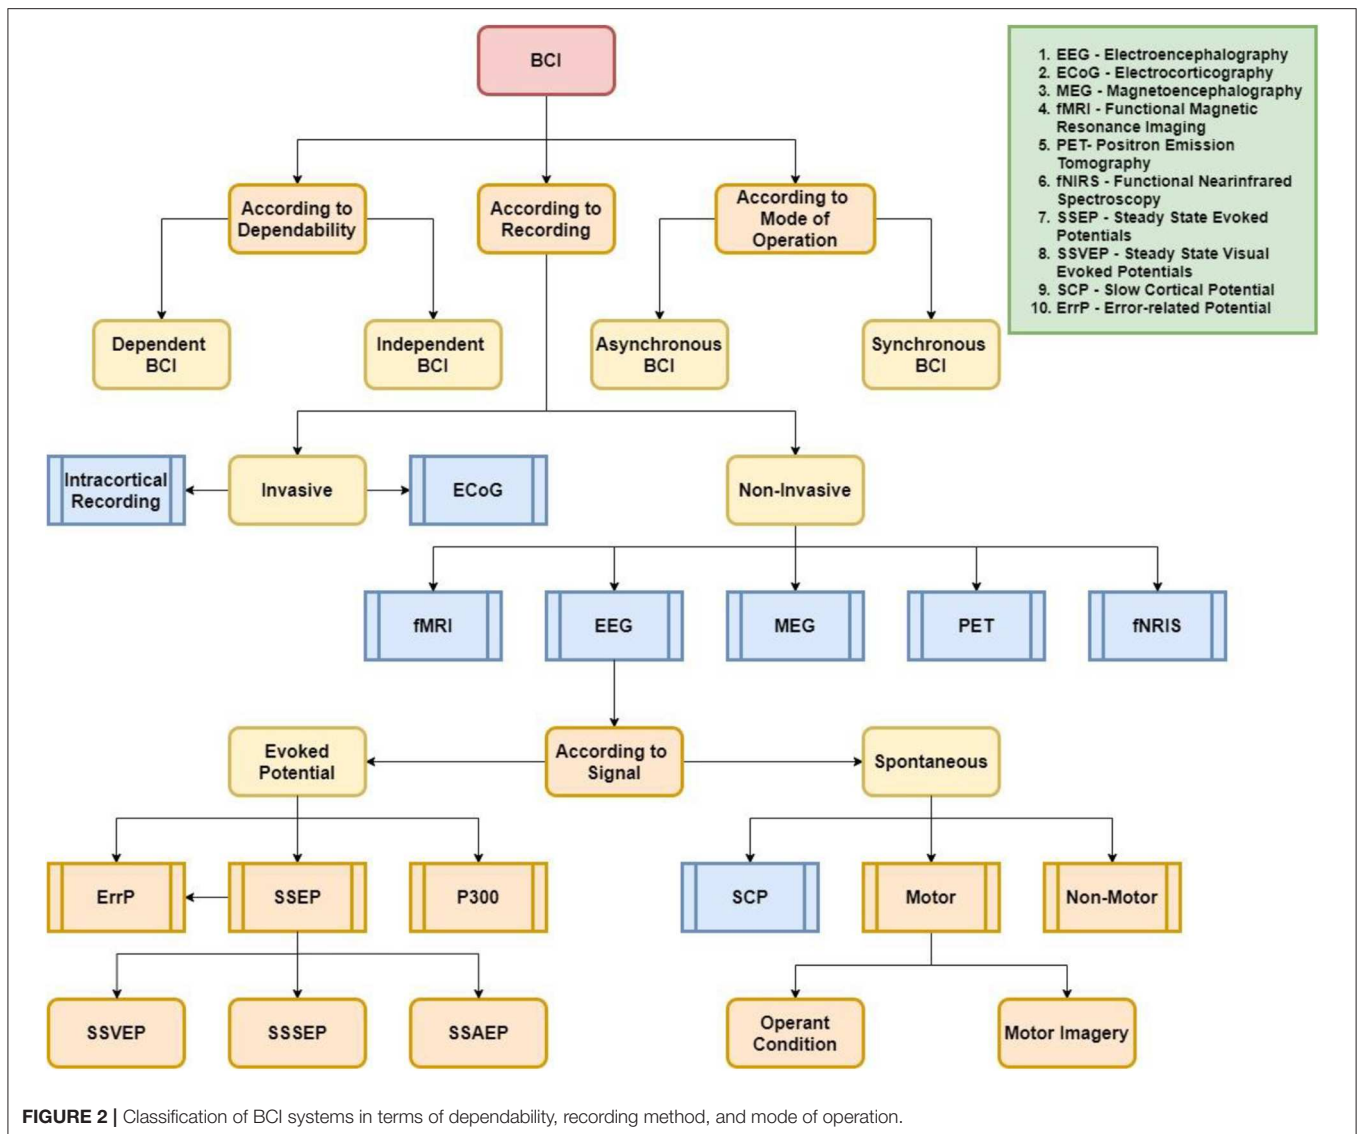 BCI
1. EEG - Electroencephalography
2. ECoG - Electrocorticography
3. MEG - Magnetoencephalography
4. fMRI - Functional Magnetic
Resonance Imaging
5. PET- Positron Emission
Tomography
6. fNIRS - Functional Nearinfrared
Spectroscopy
7. SSEP - Steady State Evoked
Potentials
8. SSVEP - Steady State Visual
Evoked Potentials
9. SCP - Slow Cortical Potential
10. ErrP - Error-related Potential
According to
Dependability
According to
Recording
According to
Mode of
Operation
Dependent
BCI
Independent
BCI
Asynchronous
BCI
Synchronous
BCI
Intracortical
Recording
Invasive
ECoG
Non-Invasive
fMRI
EEG
MEG
PET
fNRIS
Evoked
Potential
According to
Signal
Spontaneous
ErrP
SSEP
P300
SCP
Motor
Non-Motor
SSVEP
SSSEP
SSAEP
Operant
Condition
Motor Imagery
FIGURE 2 | Classification of BCI systems in terms of dependability, recording method, and mode of operation.